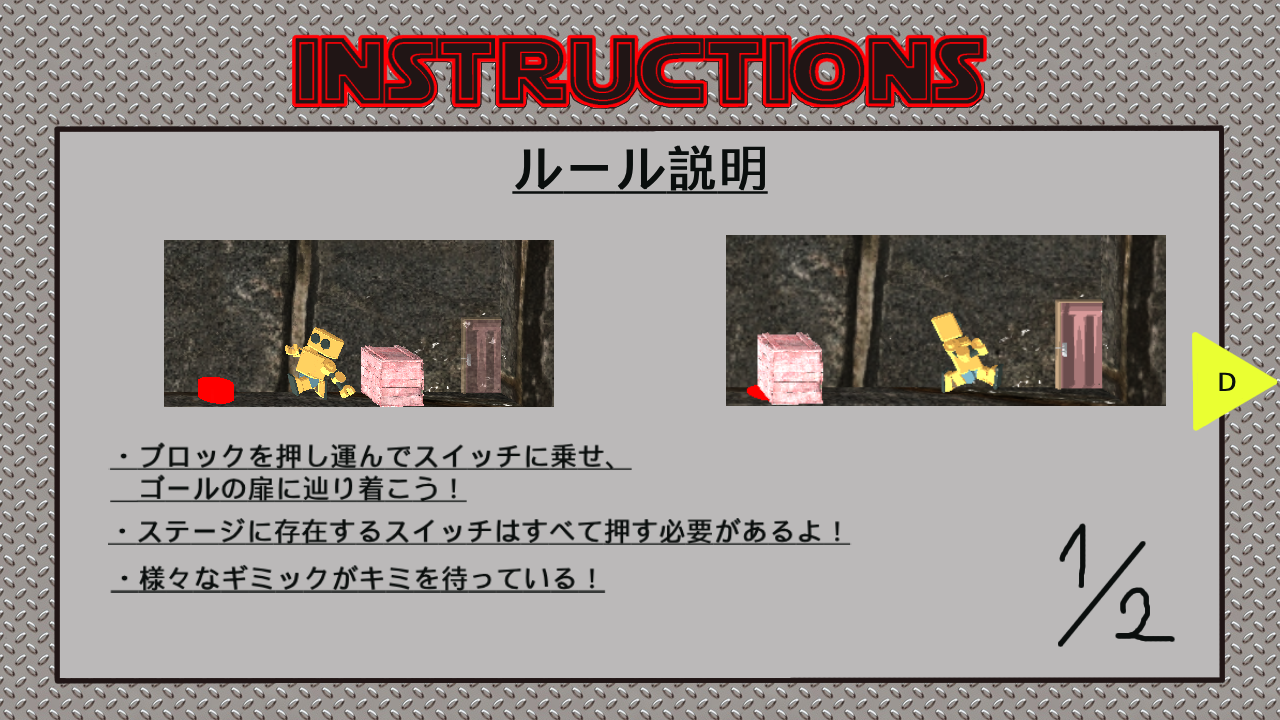 INSTRUCTIONS
ルール説明
・ブロックを押し運んでスイッチに乗せ、
ゴールの扉に辿り着こう！
・ステージに存在するスイッチはすべて押す必要があるよ！
・様々なギミックがキミを待っている！
D
1/2